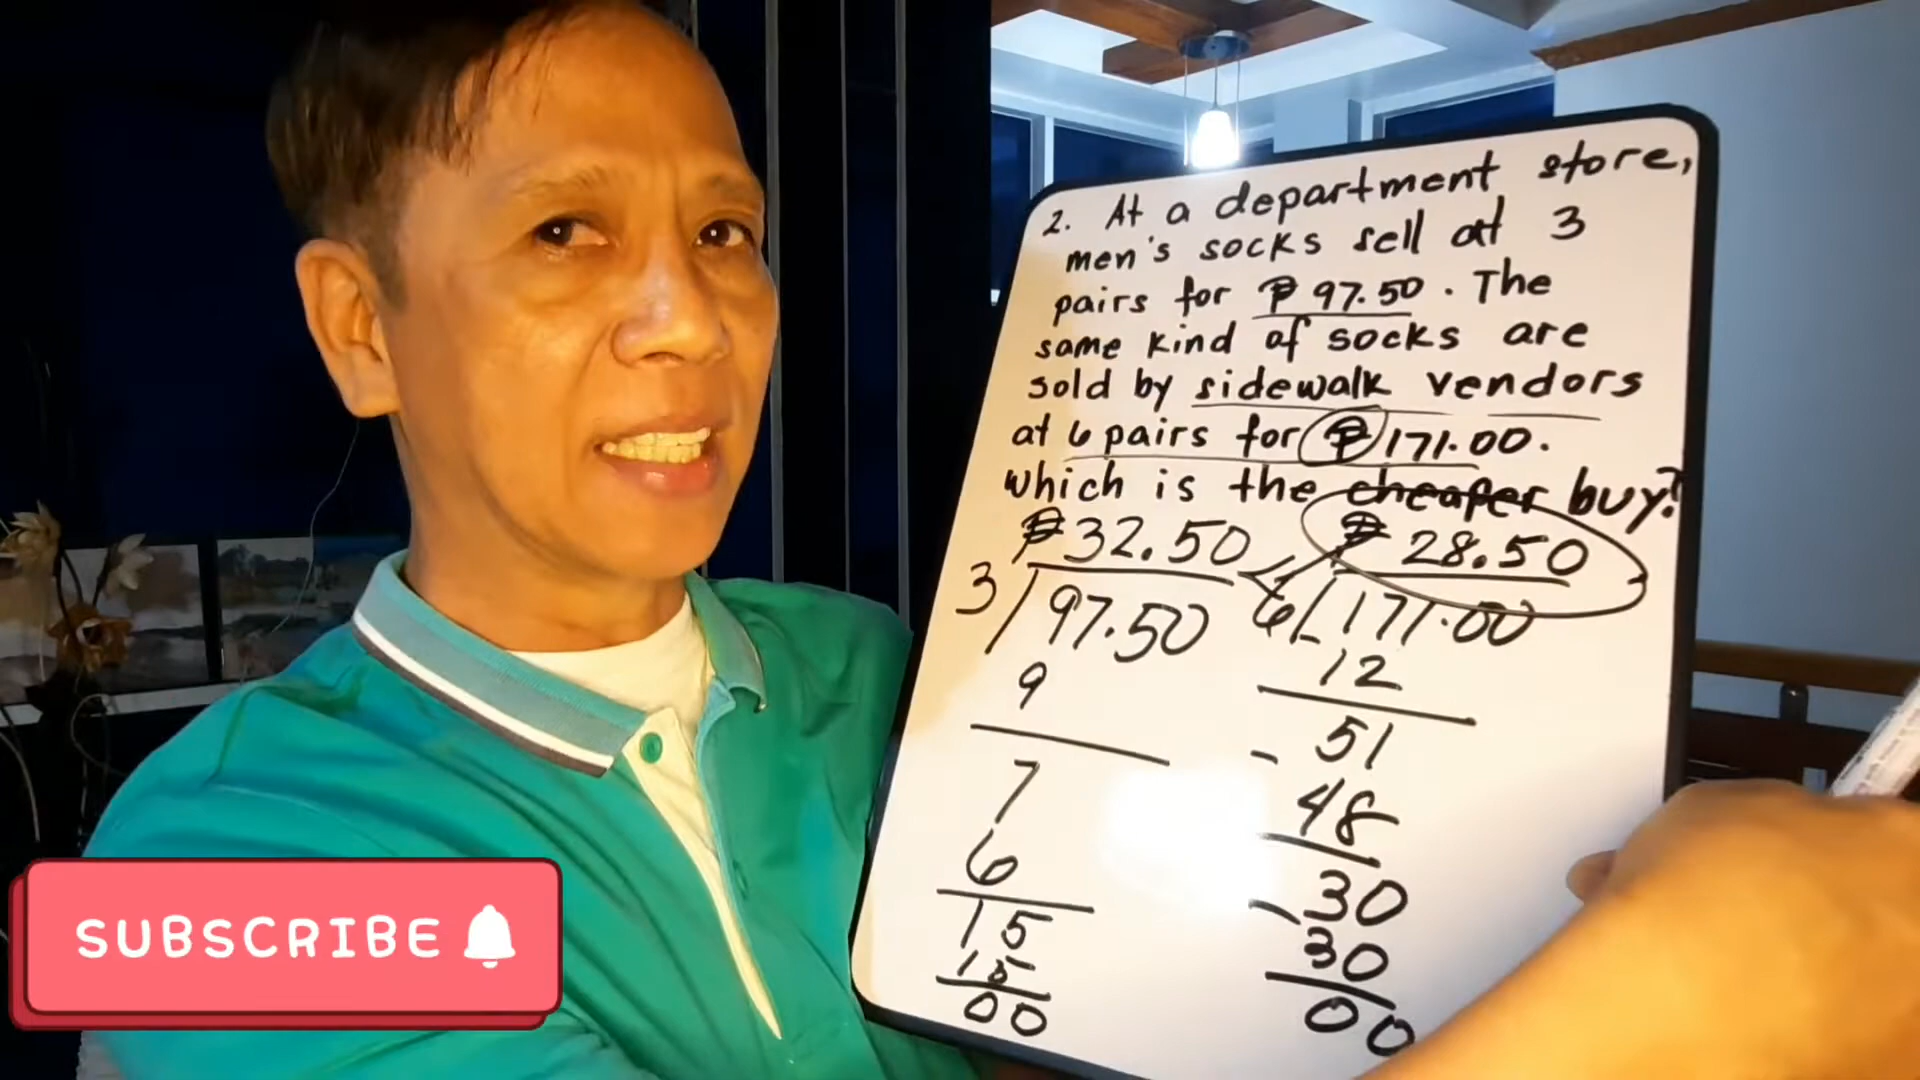 2. At a department store,
men's socks sell at 3
pairs for ₱ 97.50. The
same kind of socks are
sold by sidewalk vendors
at 6 pairs for ₱ 171.00.
which is the cheaper buy?
₱ 32.50
3 97.50
9
7
6
15
15
00
₱ 28.50
6 171.00
12
- 51
48
- 30
30
00
SUBSCRIBE